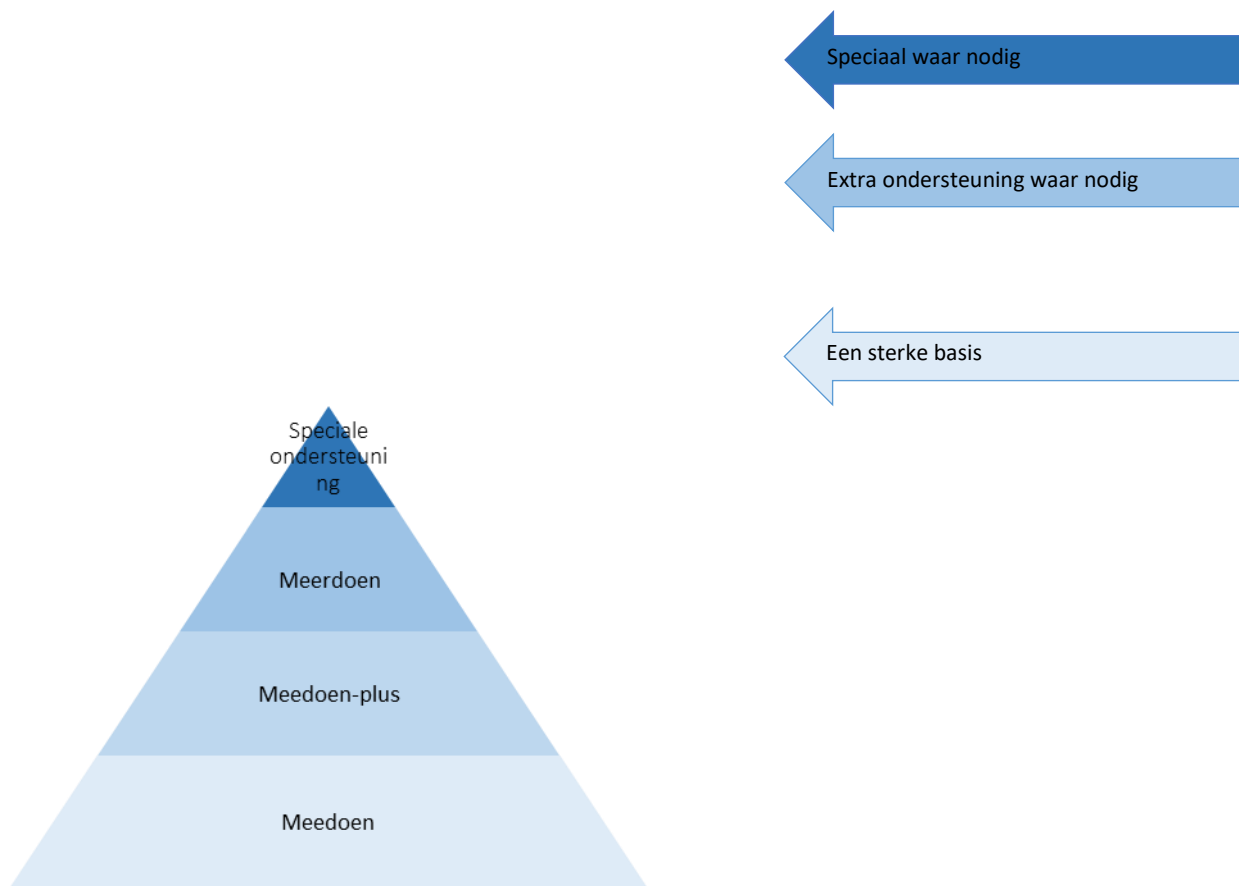 Speciaal waar nodig
Extra ondersteuning waar nodig
Een sterke basis
Speciale
ondersteuni
ng
Meerdoen
Meedoen-plus
Meedoen